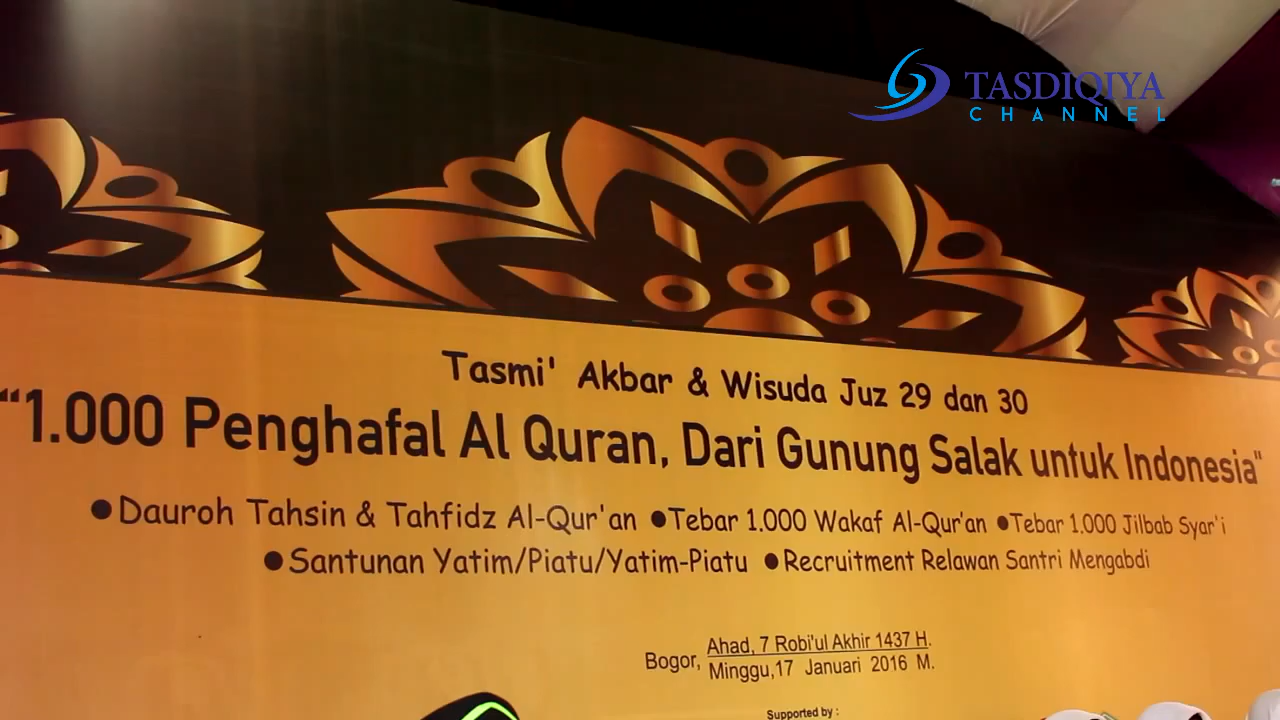 TASDIQIYA
CHANNEL
Tasmi' Akbar & Wisuda Juz 29 dan 30
“1.000 Penghafal Al Quran, Dari Gunung Salak untuk Indonesia"
●Dauroh Tahsin & Tahfidz Al-Qur'an ●Tebar 1.000 Wakaf Al-Qur'an ●Tebar 1.000 Jilbab Syar'i
●Santunan Yatim/Piatu/Yatim-Piatu ●Recruitment Relawan Santri Mengabdi
Bogor, Ahad, 7 Robi'ul Akhir 1437 H.
Minggu,17 Januari 2016 M.
Supported by :